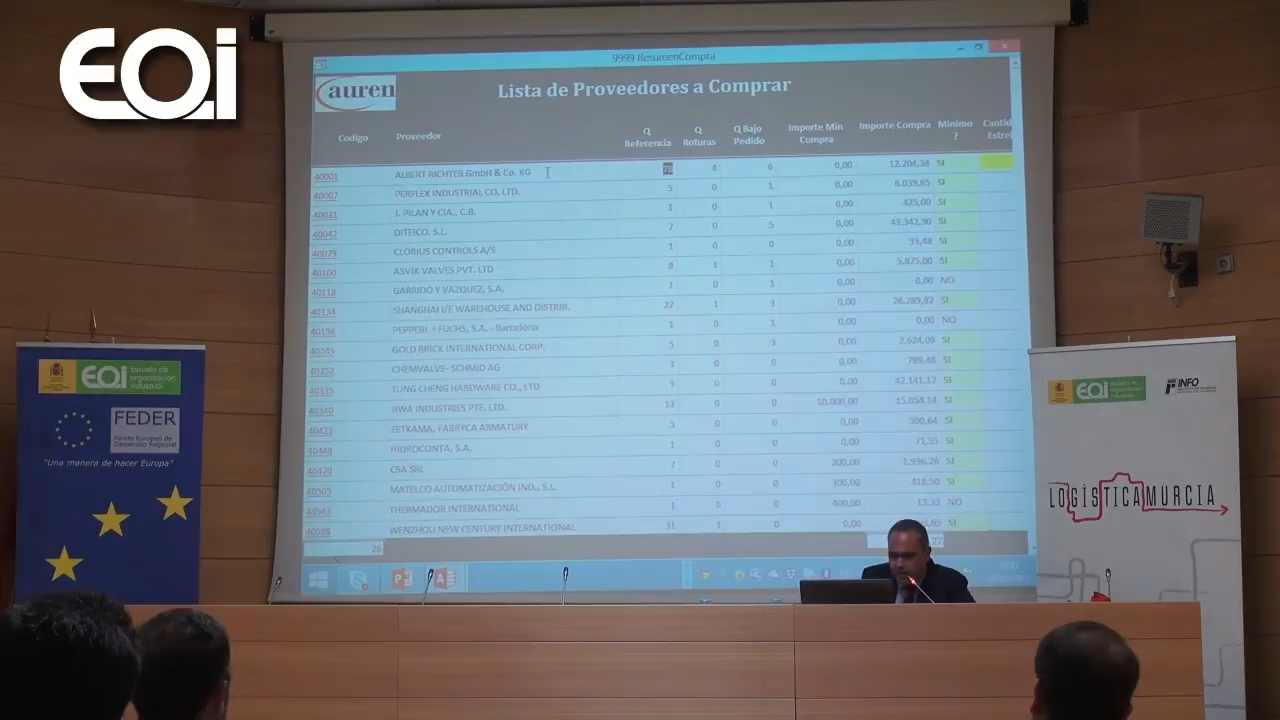 EOi
9999 ResumenCompra
auren
Lista de Proveedores a Comprar
Codigo Proveedor Q Referencia Q Roturas Q Bajo Pedido Importe Min Compra Importe Compra Minimo ?
40001 ALBERT RICHTER GmbH & Co. KG 78 4 6 0,00 12.204,38 SI
40007 PERFLEX INDUSTRIAL CO. LTD. 5 0 1 0,00 6.039,65 SI
40031 J. PILAN Y CIA., C.B. 1 0 1 0,00 425,00 SI
40042 DITEICO, S.L. 7 0 5 0,00 43.342,90 SI
40079 CLORIUS CONTROLS A/S 1 0 0 0,00 93,48 SI
40100 ASVIK VALVES PVT. LTD 8 1 1 0,00 5.875,00 SI
40118 GARRIDO Y VAZQUEZ, S.A. 1 0 1 0,00 0,00 NO
40134 SHANGHAI I/E WAREHOUSE AND DISTRIB. 27 1 3 0,00 26.289,82 SI
40198 PEPPERL + FUCHS, S.A. - Barcelona 1 0 1 0,00 0,00 NO
40245 GOLD BRICK INTERNATIONAL CORP. 5 0 3 0,00 2.624,09 SI
40257 CHEMVALVE- SCHMID AG 3 0 0 0,00 789,48 SI
40335 TUNG CHENG HARDWARE CO., LTD 9 0 0 0,00 42.141,37 SI
40340 JIWA INDUSTRIES PTE. LTD. 13 0 0 10.000,00 15.054,14 SI
40423 ZETKAMA, FABRYCA ARMATURY 5 0 0 0,00 500,64 SI
40448 HIDROCONTA, S.A. 1 0 0 0,00 71,55 SI
40470 CSA SRL 7 0 0 200,00 1.998,26 SI
40505 MATELCO AUTOMATIZACIÓN IND., S.L. 1 0 0 300,00 418,50 SI
40543 THERMADOR INTERNATIONAL 1 0 0 400,00 13,33 NO
40588 WENZHOU NEW CENTURY INTERNATIONAL 31 1 0 0,00 SI
26
EOi Escuela de organización industrial
FEDER
Fondo Europeo de Desarrollo Regional
"Una manera de hacer Europa"
EOi
INFO
LOGÍSTICAMURCIA